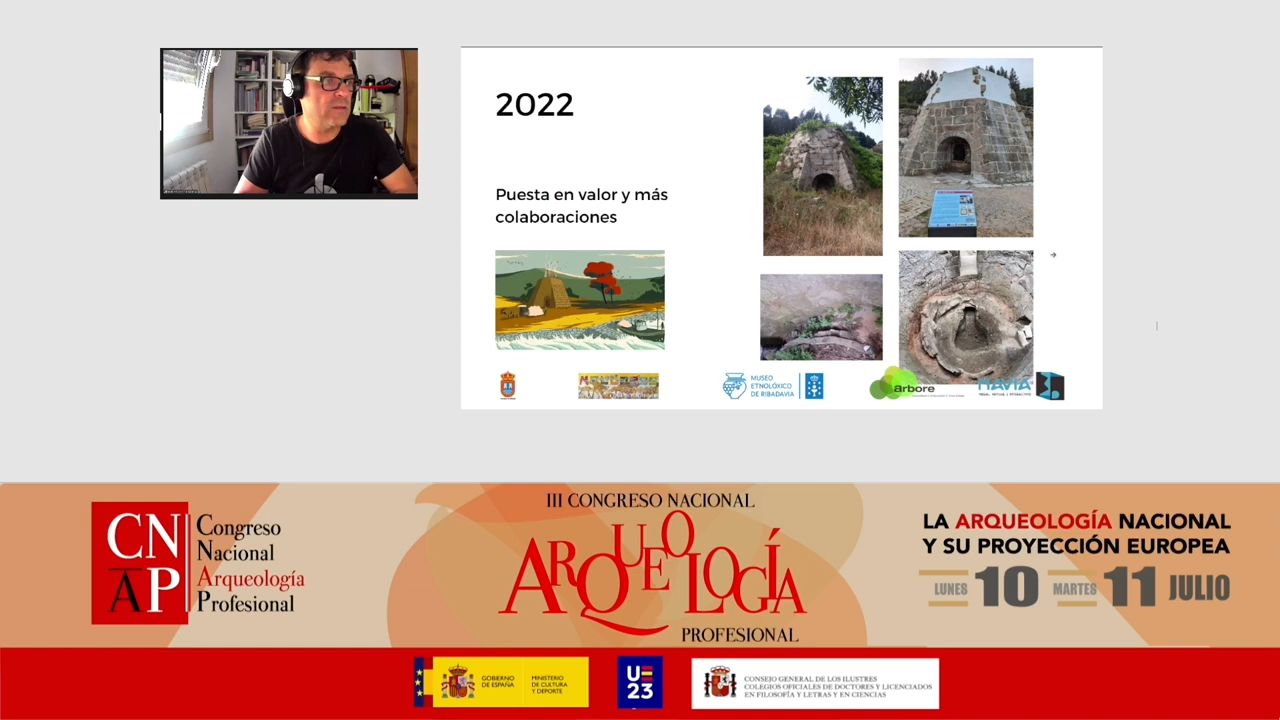 2022
Puesta en valor y más
colaboraciones
MUSEO
ETNOLÓXICO
DE RIBADAVIA
arbore
CN
AP
Congreso
Nacional
Arqueología
Profesional
III CONGRESO NACIONAL
ARQUEOLOGÍA
PROFESIONAL
LA ARQUEOLOGÍA NACIONAL
Y SU PROYECCIÓN EUROPEA
LUNES 10 MARTES 11 JULIO
GOBIERNO
DE ESPAÑA
MINISTERIO
DE CULTURA
Y DEPORTE
UE
23
CONSEJO GENERAL DE LOS ILUSTRES
COLEGIOS OFICIALES DE DOCTORES Y LICENCIADOS
EN FILOSOFÍA Y LETRAS Y EN CIENCIAS